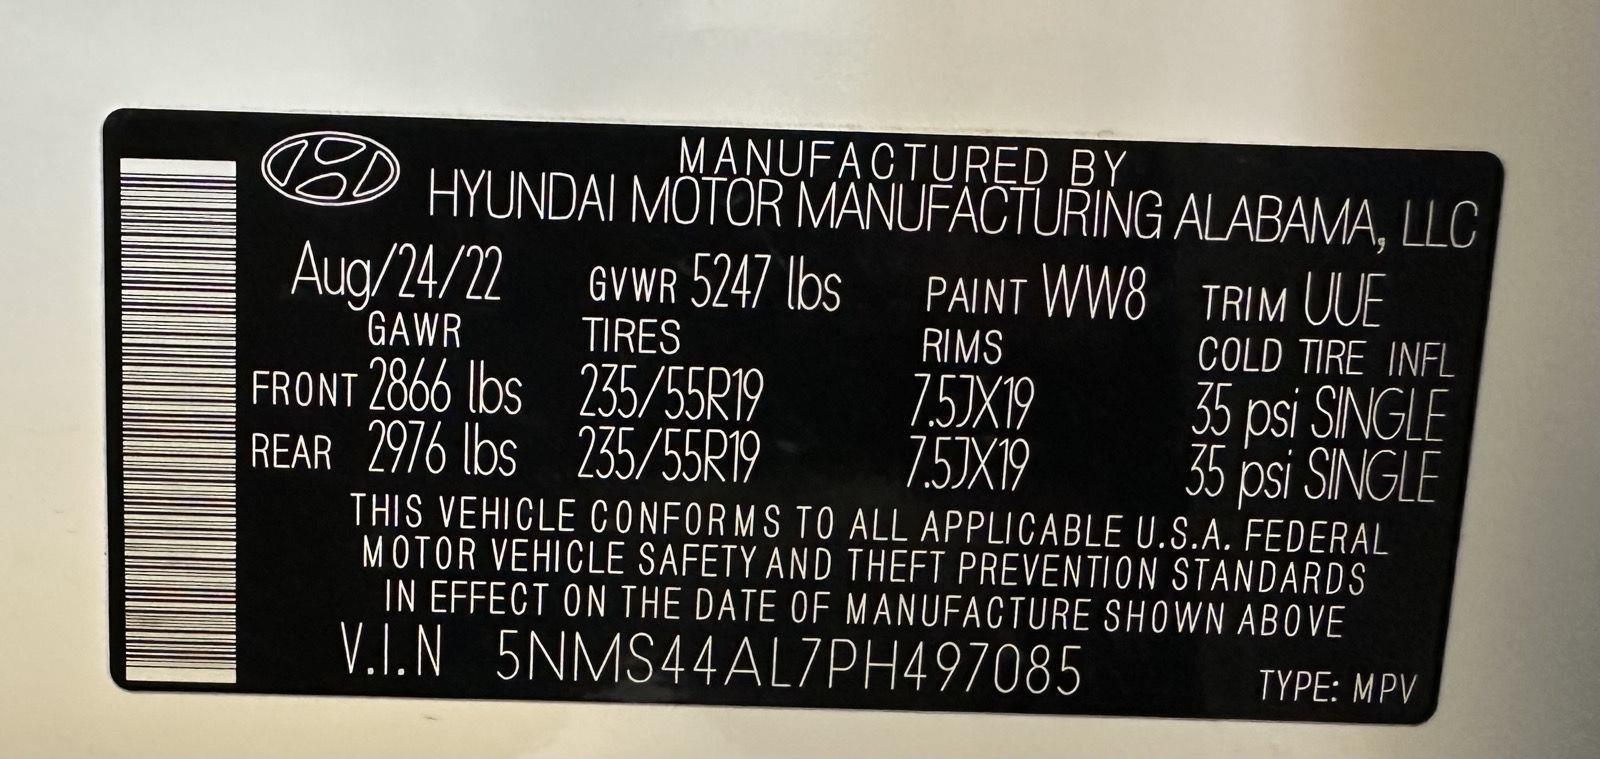 MANUFACTURED BY
HYUNDAI MOTOR MANUFACTURING ALABAMA, LLC
Aug/24/22 GVWR 5247 lbs PAINT WW8 TRIM UUE
GAWR TIRES RIMS COLD TIRE INFL
FRONT 2866 lbs 235/55R19 7.5JX19 35 psi SINGLE
REAR 2976 lbs 235/55R19 7.5JX19 35 psi SINGLE
THIS VEHICLE CONFORMS TO ALL APPLICABLE U.S.A. FEDERAL
MOTOR VEHICLE SAFETY AND THEFT PREVENTION STANDARDS
IN EFFECT ON THE DATE OF MANUFACTURE SHOWN ABOVE
V.I.N 5NMS44AL7PH497085 TYPE: MPV